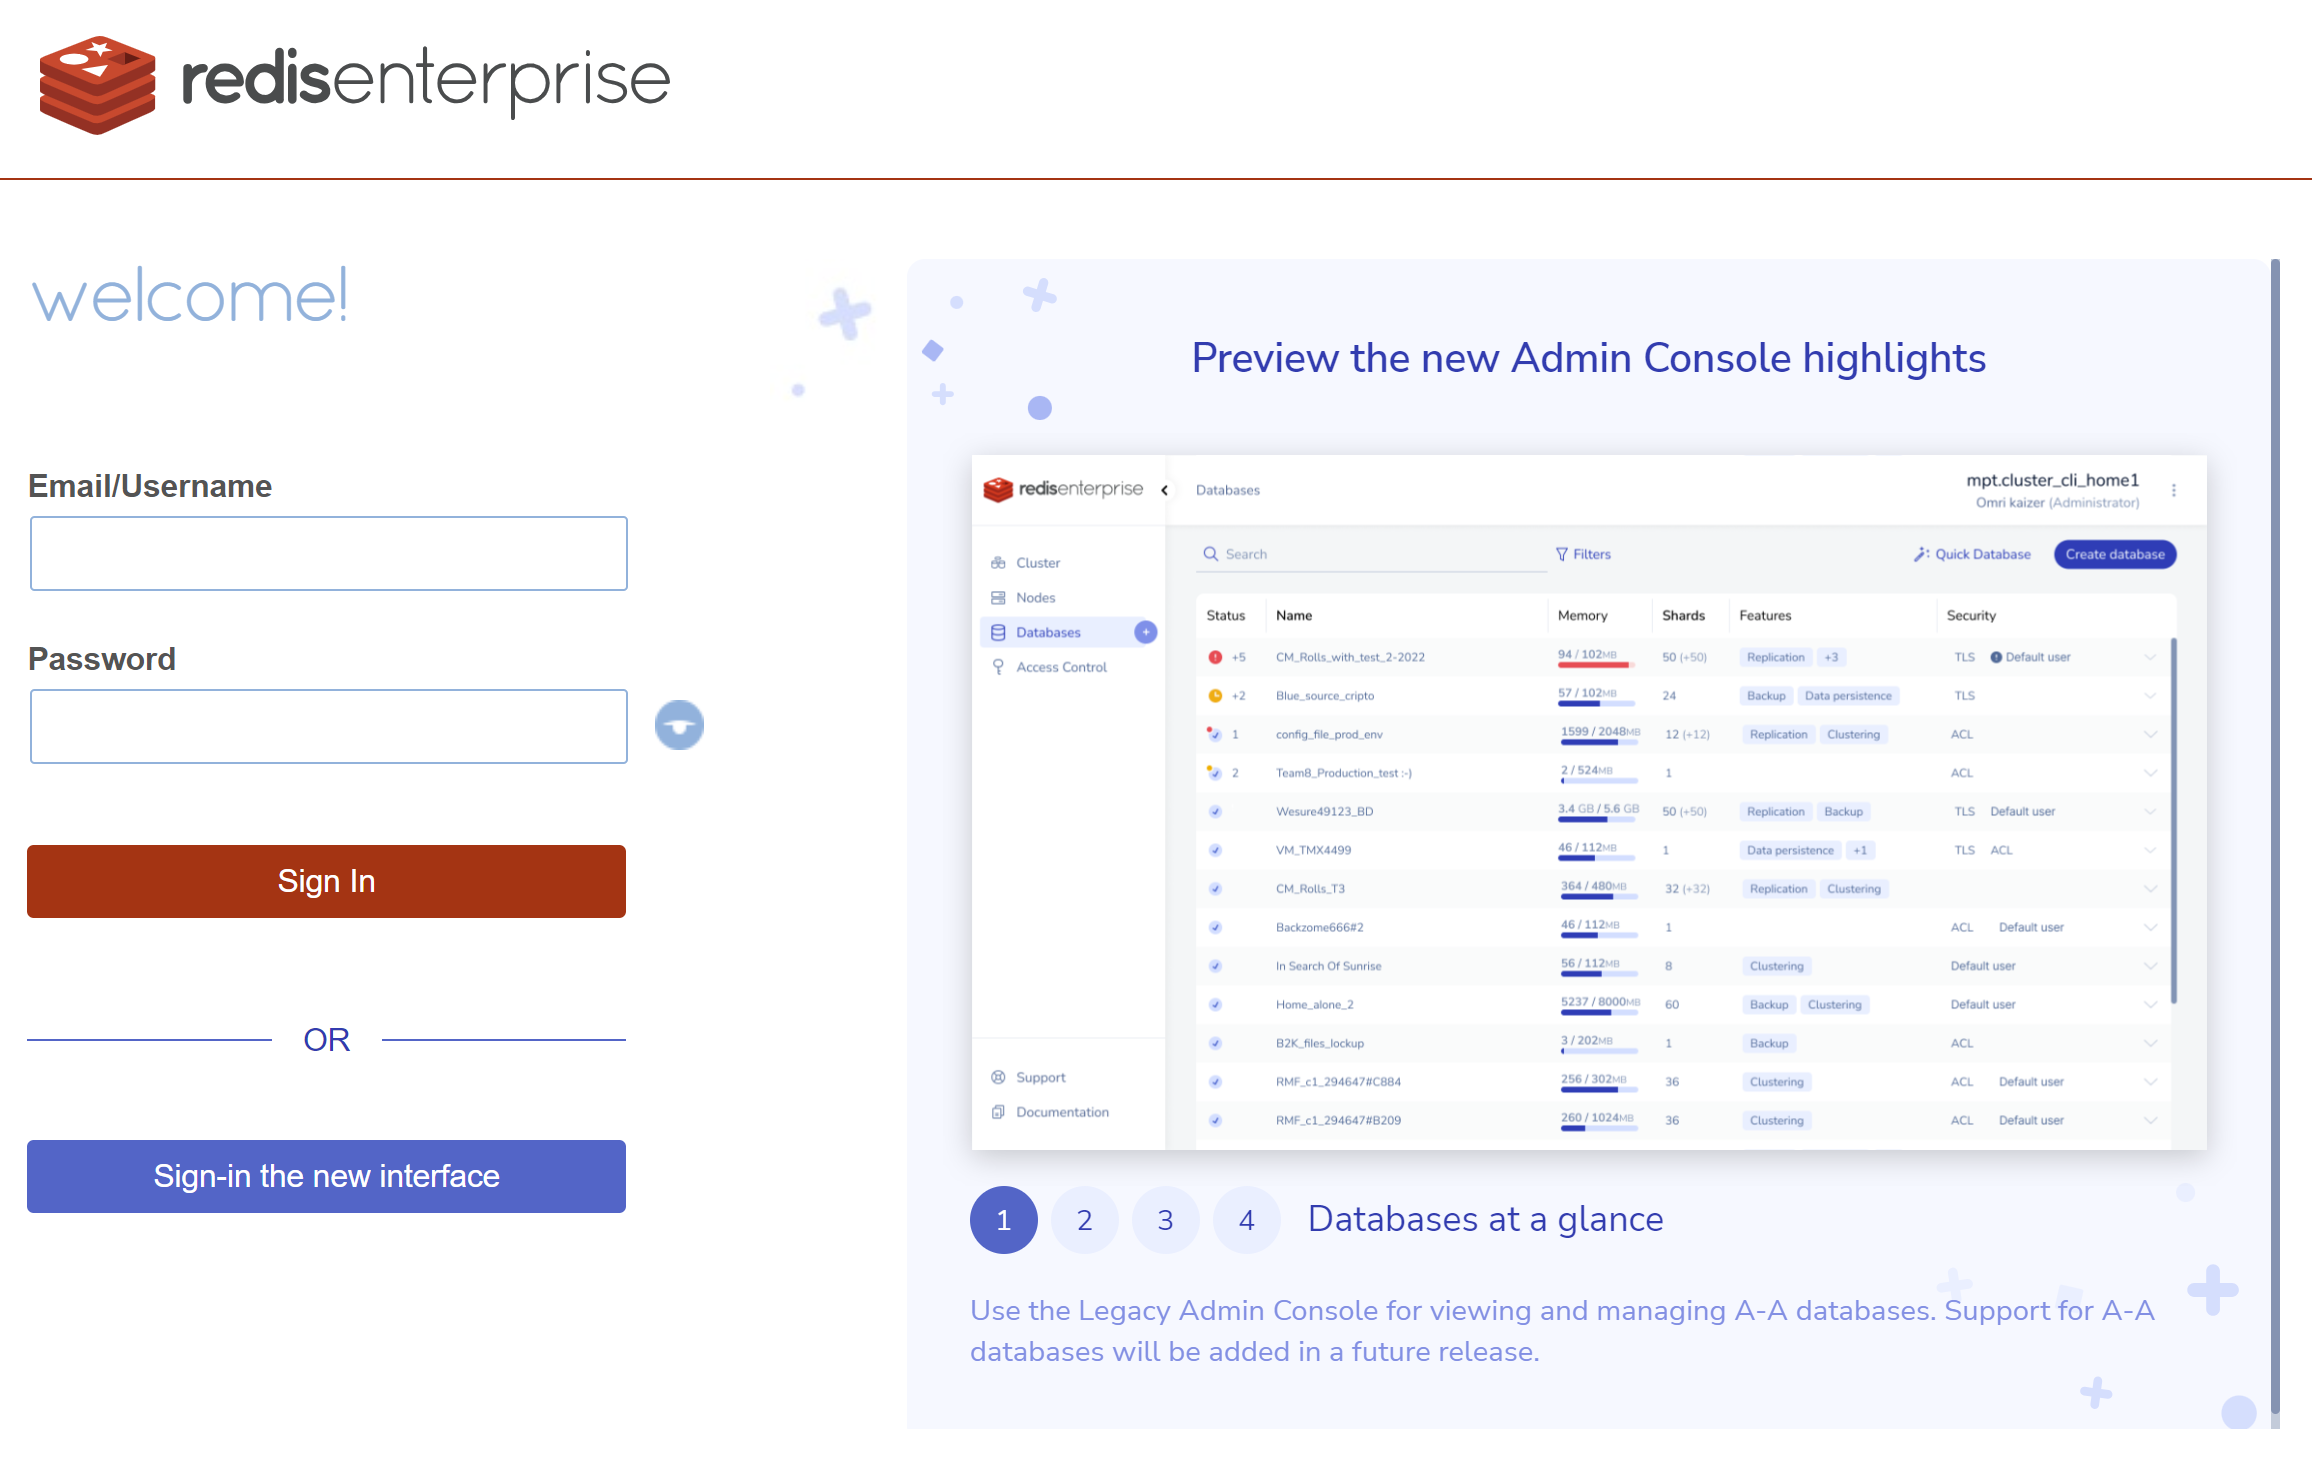 redisenterprise
welcome!
Email/Username
Password
Sign In
OR
Sign-in the new interface
Preview the new Admin Console highlights
redisenterprise
Databases
mpt.cluster_cli_home1
Omri kaizer (Administrator)
Cluster
Nodes
Databases
Access Control
Support
Documentation
Search
Filters
Quick Database
Create database
Status Name Memory Shards Features Security
+5 CM_Rolls_with_test_2-2022 94 / 102MB 50 (+50) Replication +3 TLS Default user
+2 Blue_source_cripto 57 / 102MB 24 Backup Data persistence TLS
1 config_file_prod_env 1599 / 2048MB 12 (+12) Replication Clustering ACL
2 Team8_Production_test :-) 2 / 524MB 1 ACL
Wesure49123_BD 3.4 GB / 5.6 GB 50 (+50) Replication Backup TLS Default user
VM_TMX4499 46 / 112MB 1 Data persistence +1 TLS ACL
CM_Rolls_T3 364 / 480MB 32 (+32) Replication Clustering
Backzome666#2 46 / 112MB 1 ACL Default user
In Search Of Sunrise 56 / 112MB 8 Clustering Default user
Home_alone_2 5237 / 8000MB 60 Backup Clustering Default user
B2K_files_lockup 3 / 202MB 1 Backup ACL
RMF_c1_294647#C884 256 / 302MB 36 Clustering ACL Default user
RMF_c1_294647#B209 260 / 1024MB 36 Clustering ACL Default user
1 2 3 4 Databases at a glance
Use the Legacy Admin Console for viewing and managing A-A databases. Support for A-A
databases will be added in a future release.